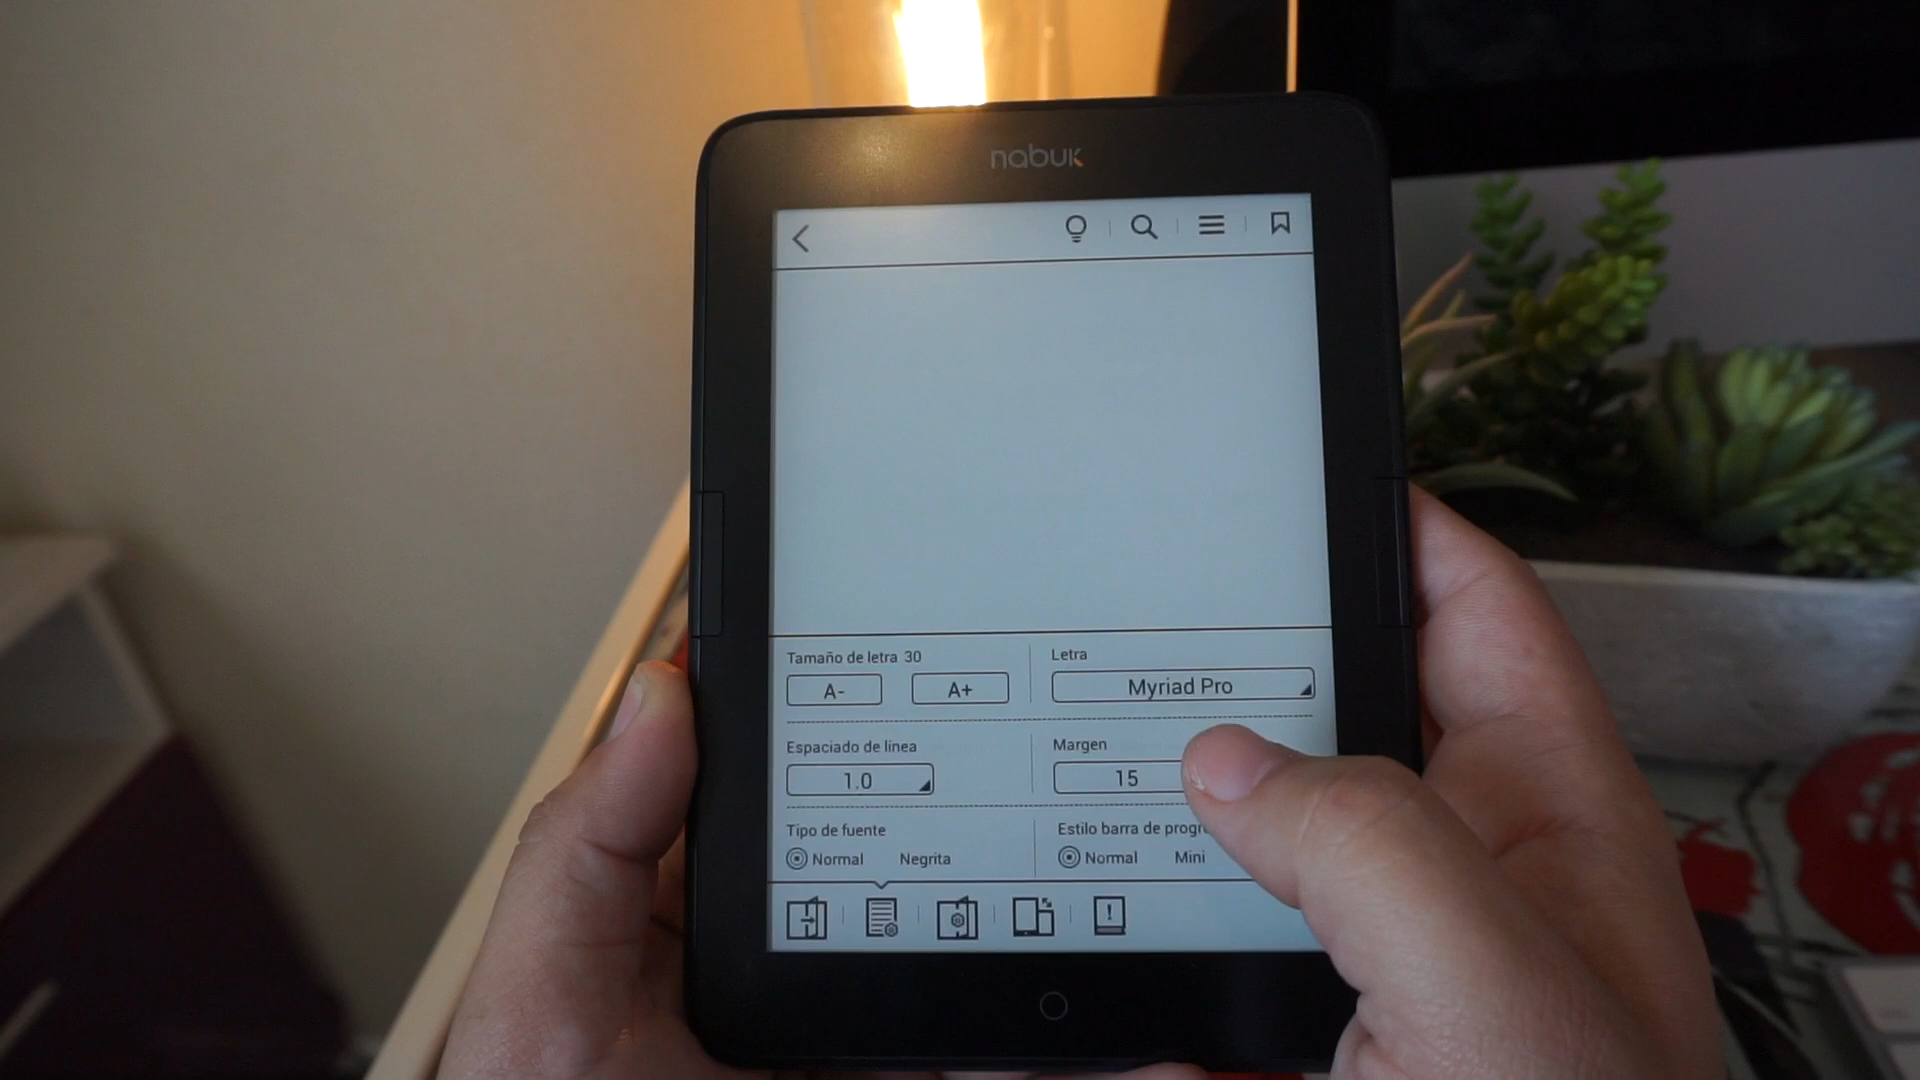 nabuk
Tamaño de letra 30
Letra
A-
A+
Myriad Pro
Espaciado de linea
Margen
1.0
15
Tipo de fuente
Estilo barra de progr
Normal
Negrita
Normal
Mini